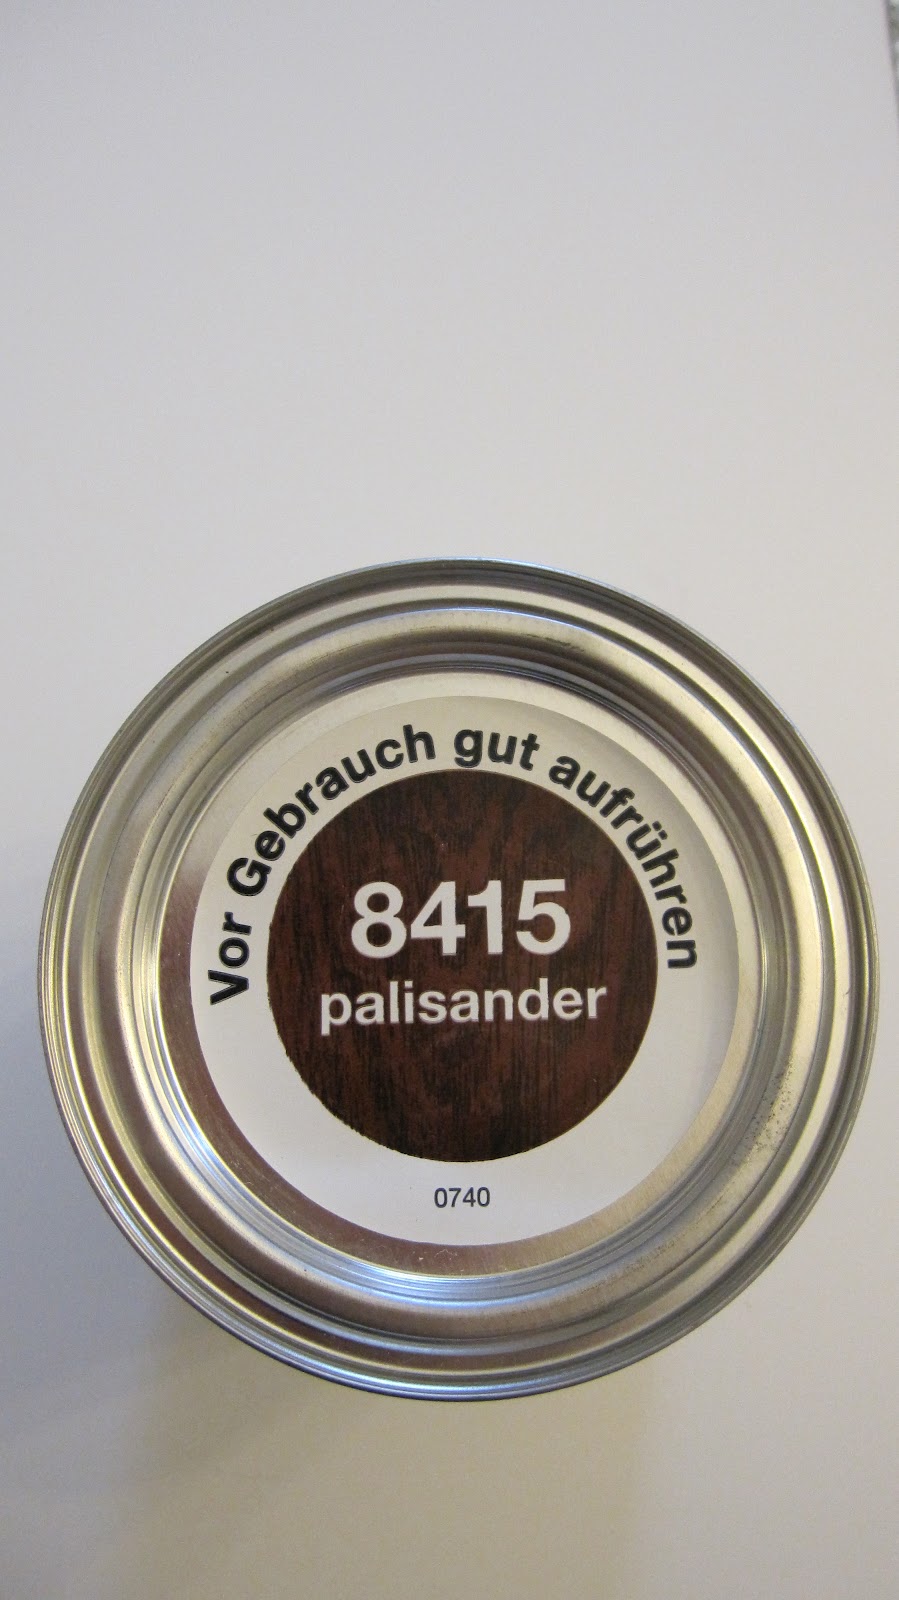 Vor Gebrauch gut aufrühren
8415
palisander
0740